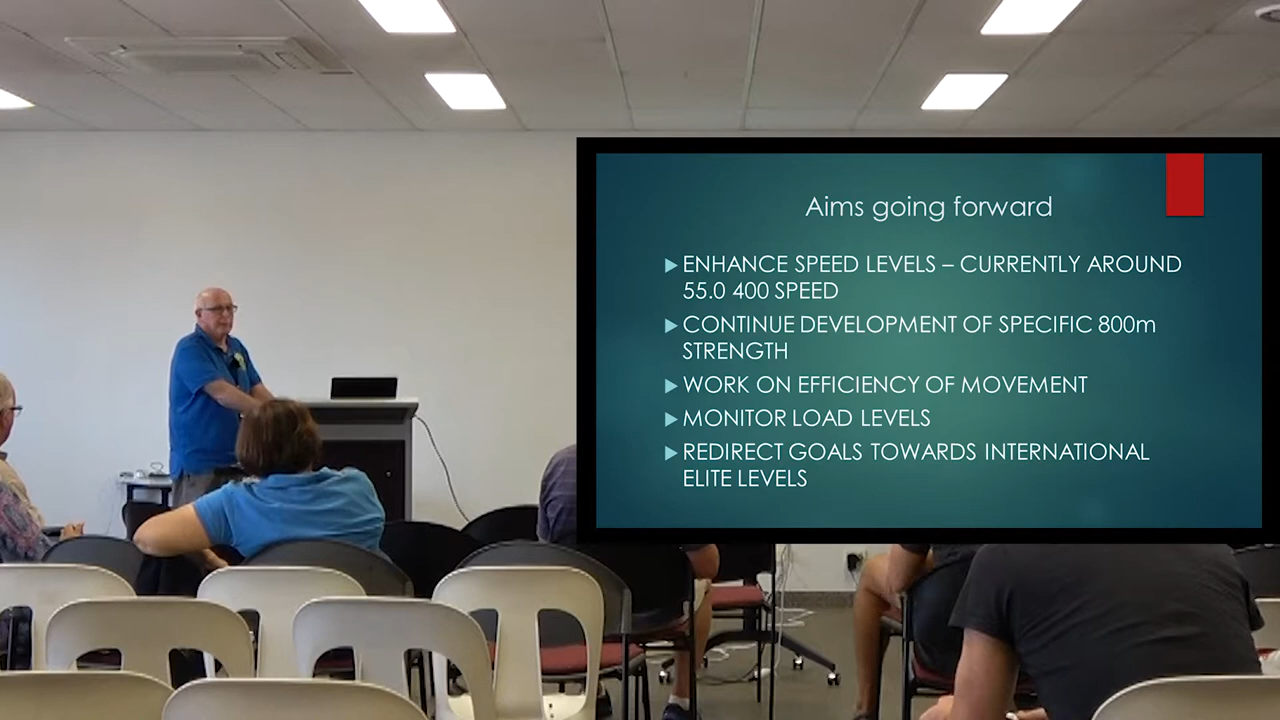 Aims going forward
ENHANCE SPEED LEVELS – CURRENTLY AROUND
55.0 400 SPEED
CONTINUE DEVELOPMENT OF SPECIFIC 800m
STRENGTH
WORK ON EFFICIENCY OF MOVEMENT
MONITOR LOAD LEVELS
REDIRECT GOALS TOWARDS INTERNATIONAL
ELITE LEVELS